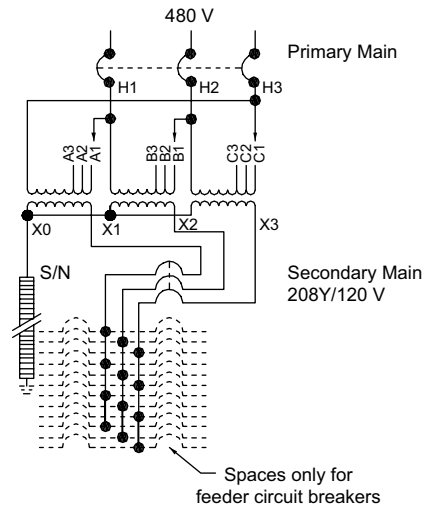 480 V
Primary Main
H1 H2 H3
A3 A2 A1 B3 B2 B1 C3 C2 C1
X0 X1 X2 X3
S/N
Secondary Main
208Y/120 V
Spaces only for
feeder circuit breakers